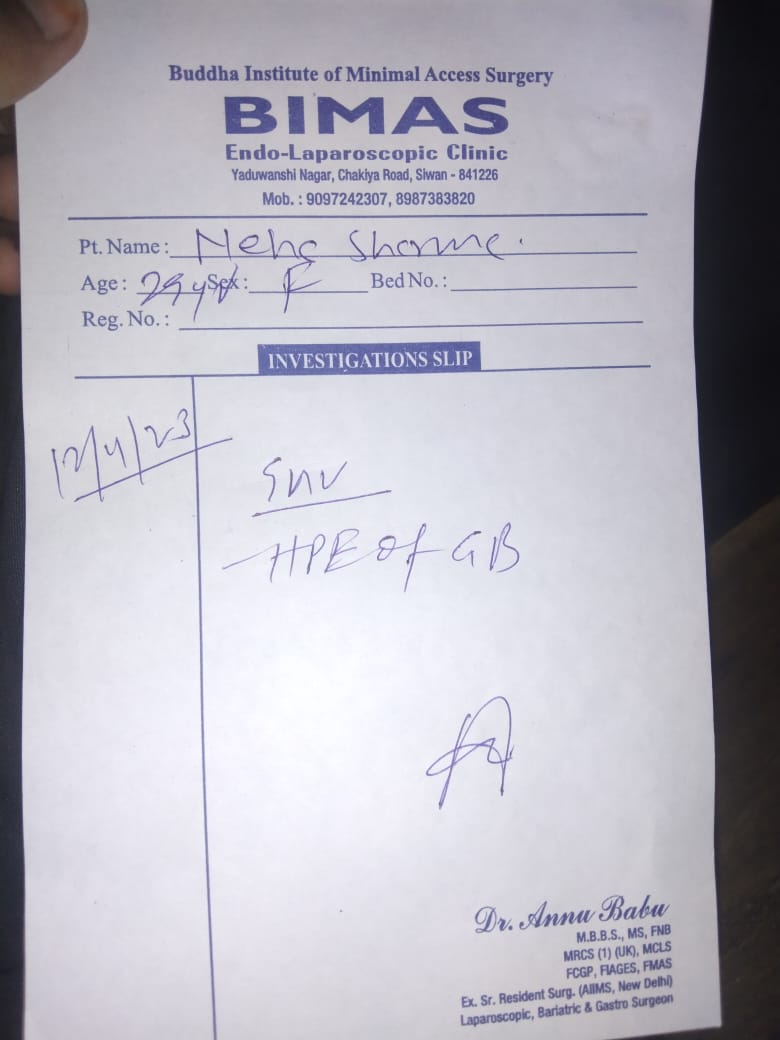 Buddha Institute of Minimal Access Surgery
BIMAS
Endo-Laparoscopic Clinic
Yaduwanshi Nagar, Chakiya Road, Siwan - 841226
Mob. : 9097242307, 8987383820
Pt. Name : Neha Sharma.
Age : 29 yr Sex : F Bed No. :
Reg. No. :
INVESTIGATIONS SLIP
12/4/23
HPE of GB
Dr. Annu Babu
M.B.B.S., MS, FNB
MRCS (1) (UK), MCLS
FCGP, FIAGES, FMAS
Ex. Sr. Resident Surg. (AIIMS, New Delhi)
Laparoscopic, Bariatric & Gastro Surgeon